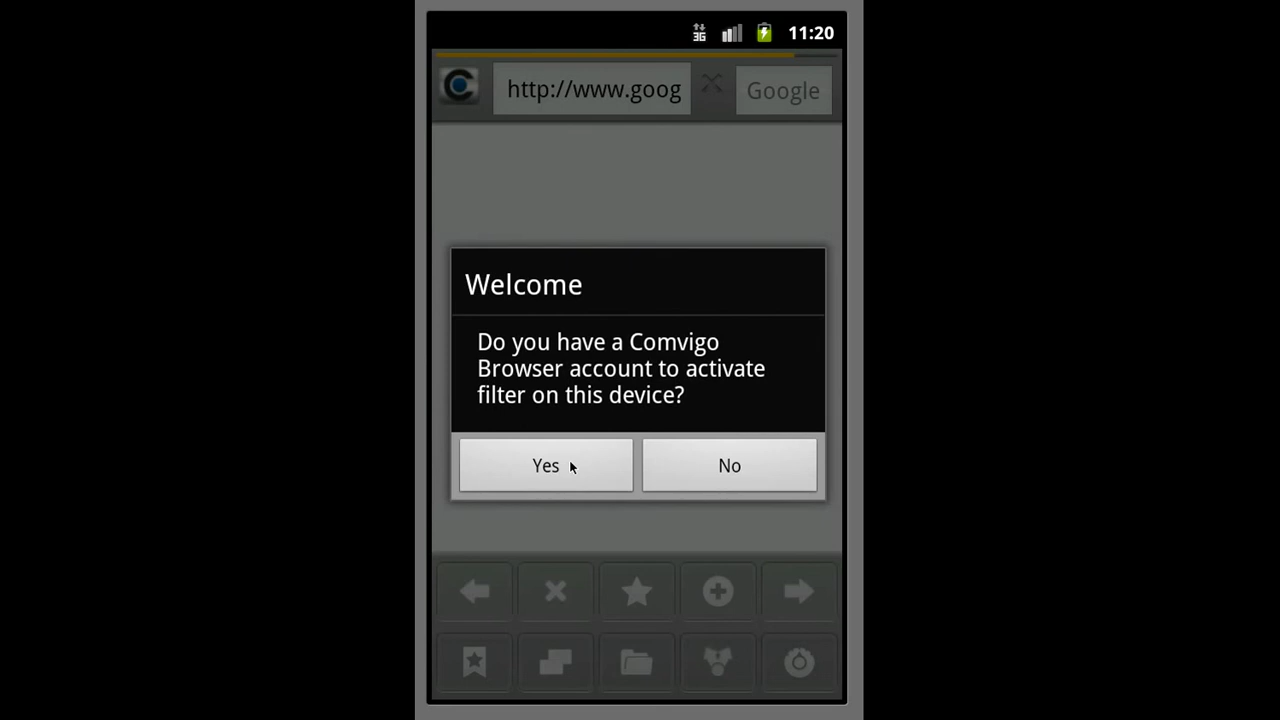 3G 11:20
http://www.goog Google
Welcome
Do you have a Comvigo
Browser account to activate
filter on this device?
Yes No